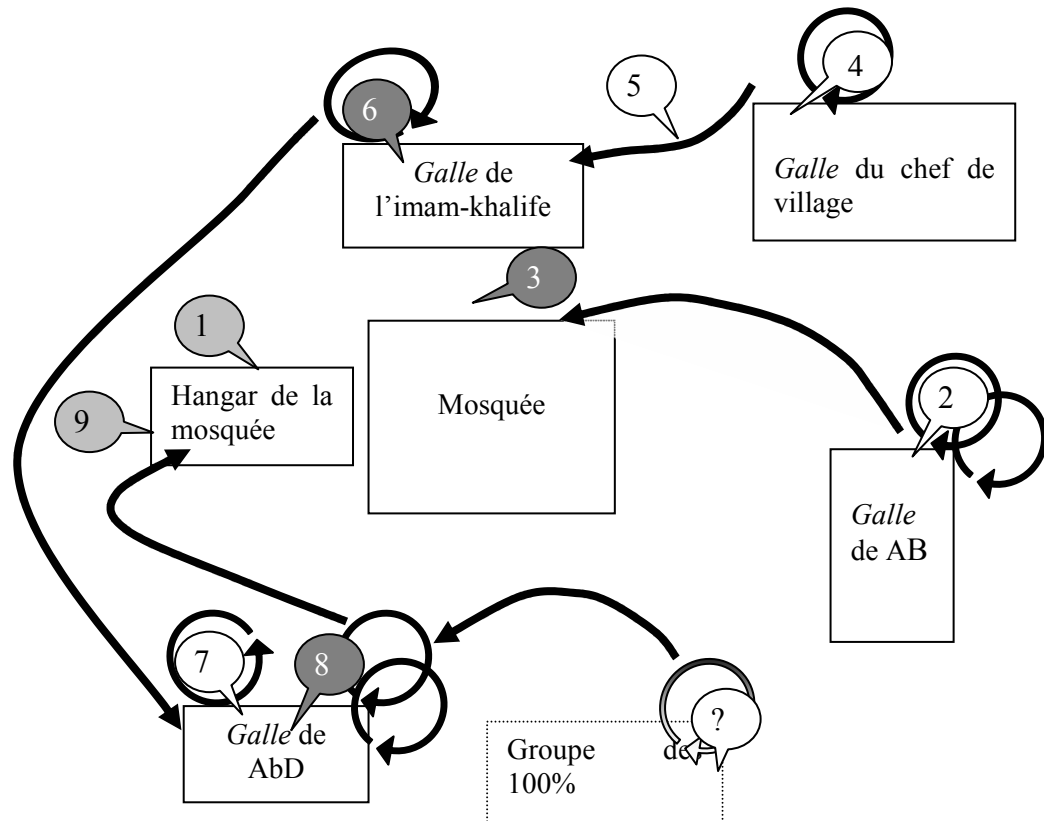 4
5
6
Galle de
l’imam-khalife
Galle du chef de
village
3
1
Hangar de la
mosquée
9
Mosquée
2
Galle
de AB
7
8
?
Galle de
AbD
Groupe de
100%